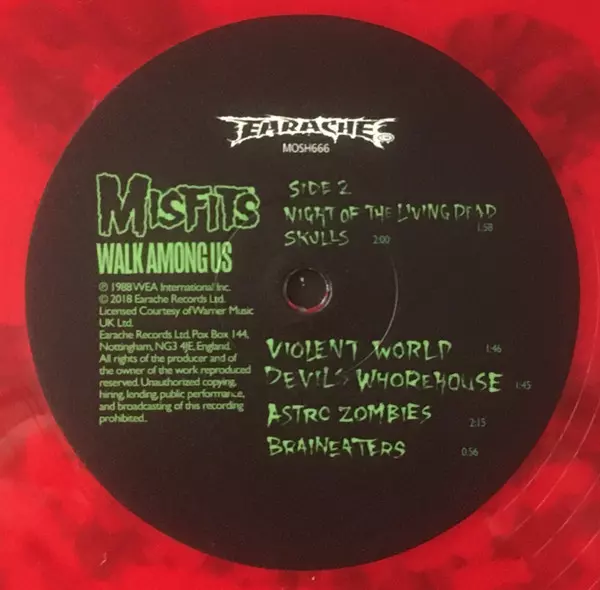 EARACHE
MOSH666
MISFITS
WALK AMONG US
℗ 1988 WEA International Inc.
© 2018 Earache Records Ltd.
Licensed Courtesy of Warner Music
UK Ltd.
Earache Records Ltd, Pox Box 144,
Nottingham, NG3 4JE, England.
All rights of the producer and of
the owner of the work reproduced
reserved. Unauthorized copying,
hiring, lending, public performance,
and broadcasting of this recording
prohibited..
SIDE 2
NIGHT OF THE LIVING DEAD 1:58
SKULLS 2:00
VIOLENT WORLD 1:46
DEVILS WHOREHOUSE 1:45
ASTRO ZOMBIES 2:15
BRAINEATERS 0:56